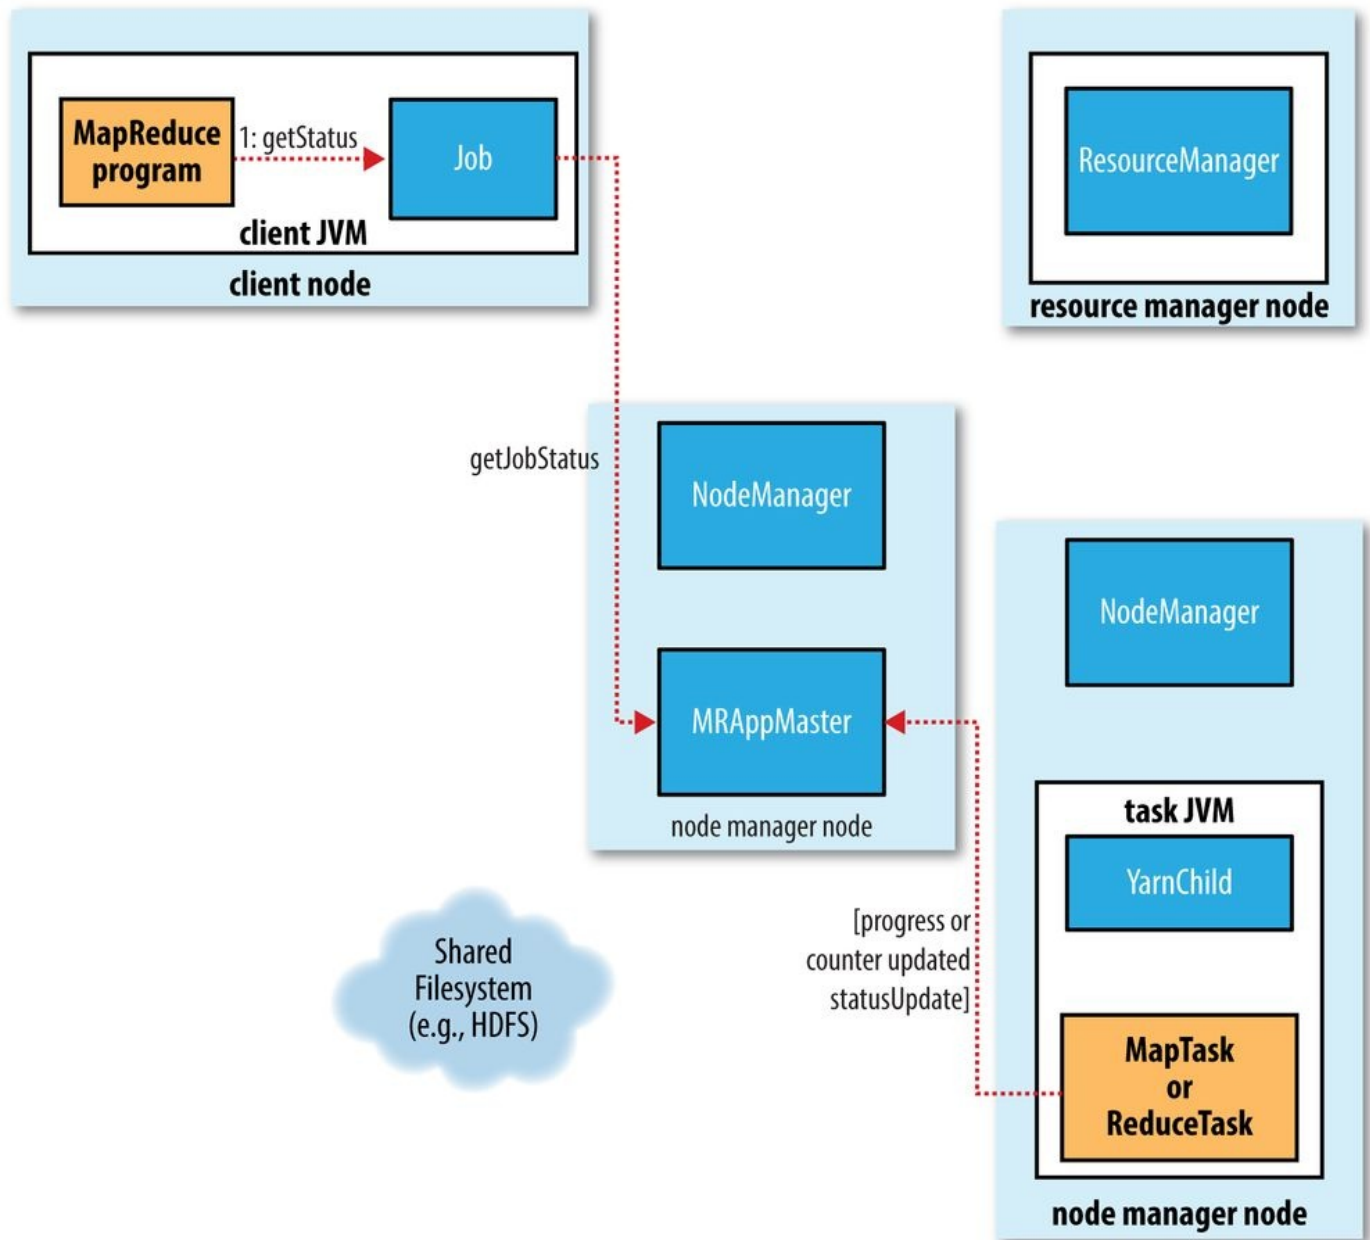 MapReduce
program
1: getStatus
Job
client JVM
client node
ResourceManager
resource manager node
getJobStatus
NodeManager
MRAppMaster
node manager node
NodeManager
task JVM
YarnChild
[progress or
counter updated
statusUpdate]
MapTask
or
ReduceTask
node manager node
Shared
Filesystem
(e.g., HDFS)